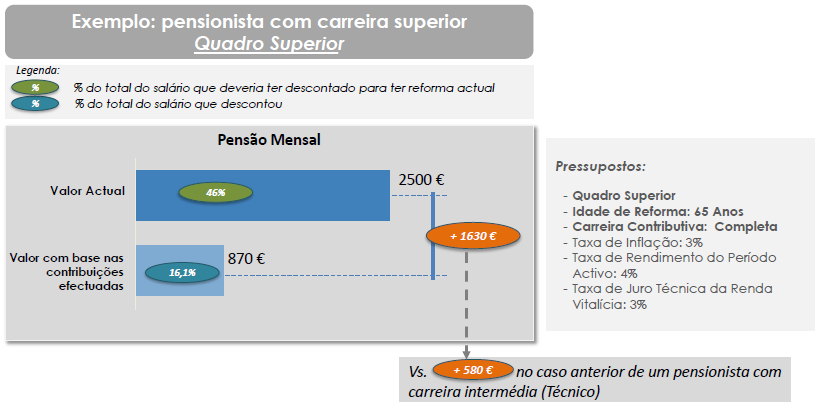 Exemplo: pensionista com carreira superior
Quadro Superior
Legenda:
% % do total do salário que deveria ter descontado para ter reforma actual
% % do total do salário que descontou
Pensão Mensal
Valor Actual
46%
2500 €
+ 1630 €
Valor com base nas
contribuições
efectuadas
16,1%
870 €
Pressupostos:
- Quadro Superior
- Idade de Reforma: 65 Anos
- Carreira Contributiva: Completa
- Taxa de Inflação: 3%
- Taxa de Rendimento do Período
Activo: 4%
- Taxa de Juro Técnica da Renda
Vitalícia: 3%
Vs. + 580 € no caso anterior de um pensionista com
carreira intermédia (Técnico)